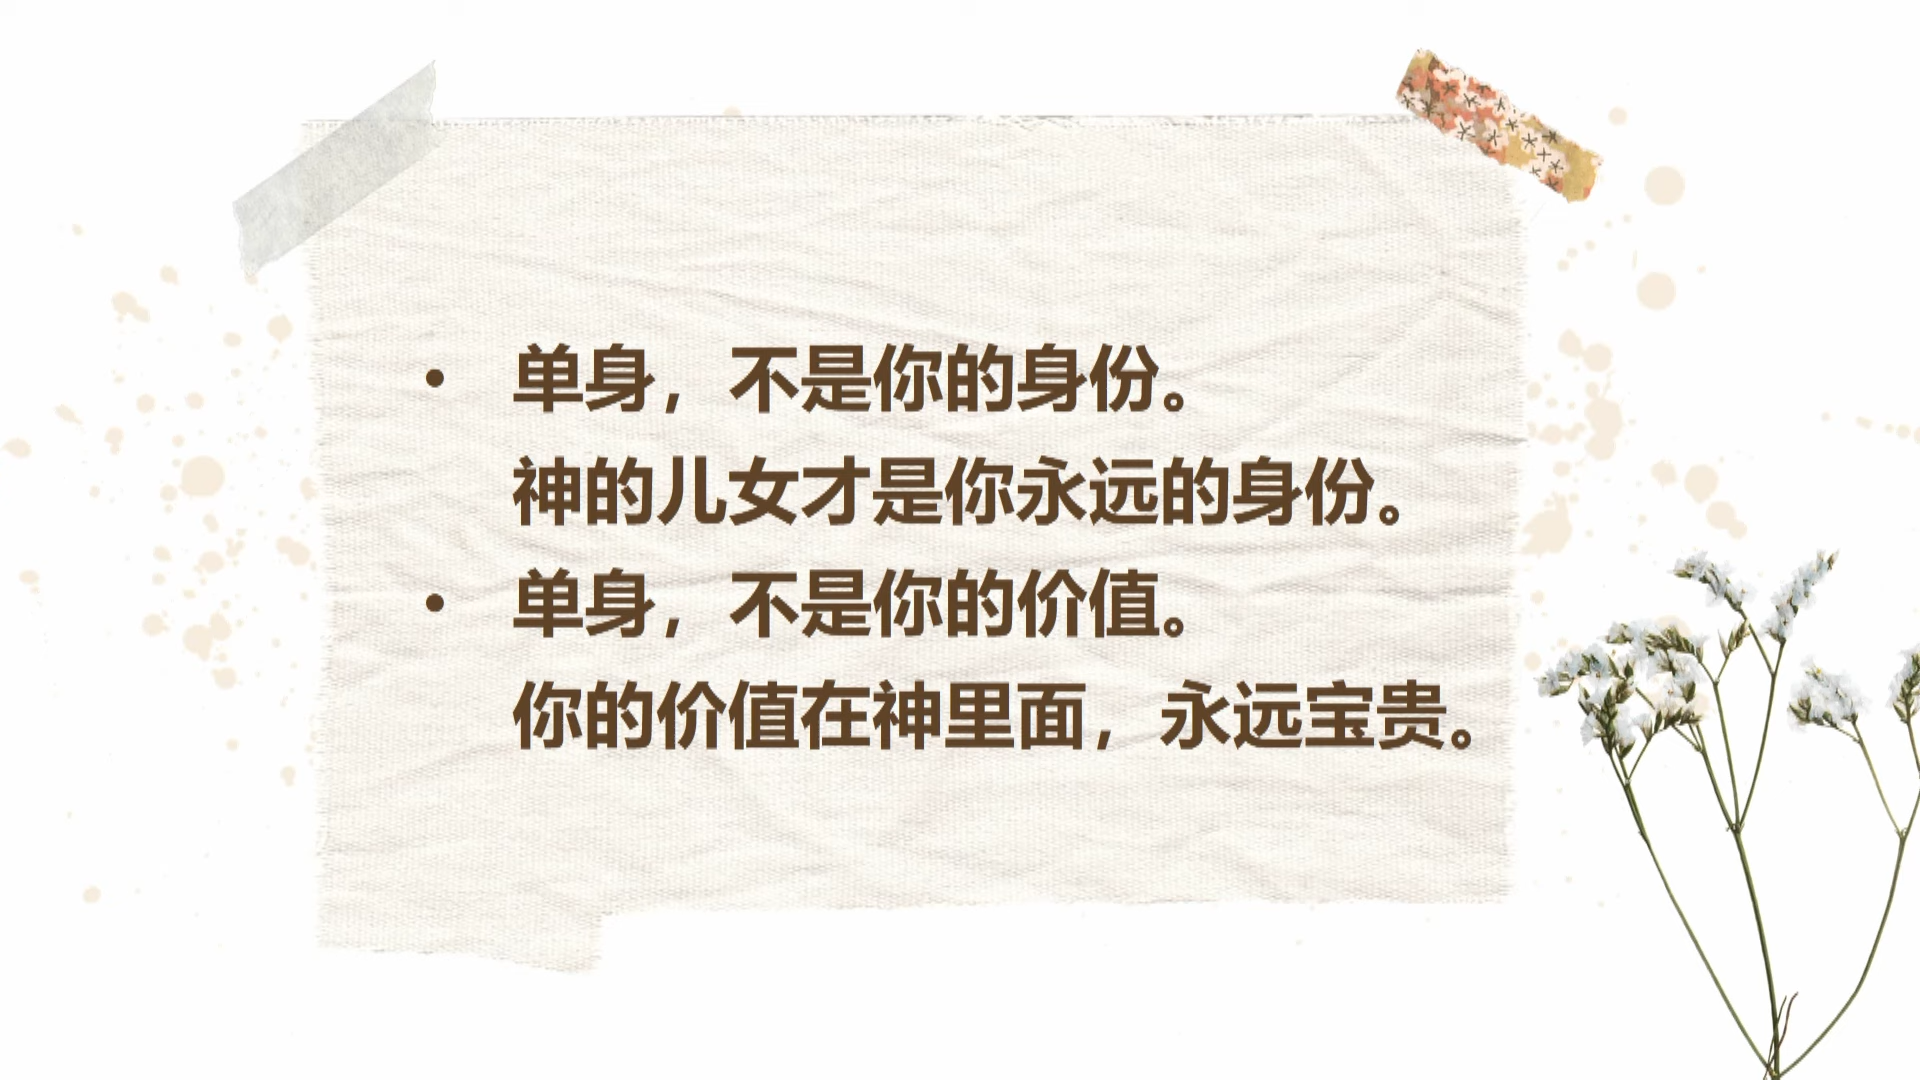 • 单身，不是你的身份。
神的儿女才是你永远的身份。
• 单身，不是你的价值。
你的价值在神里面，永远宝贵。